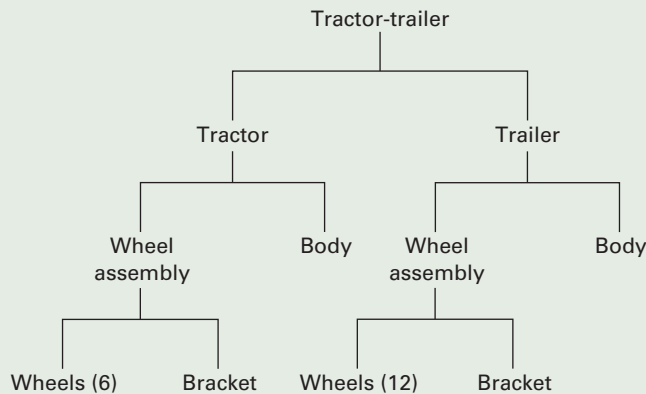 Tractor-trailer
Tractor
Trailer
Wheel
assembly
Body
Wheel
assembly
Body
Wheels (6)
Bracket
Wheels (12)
Bracket